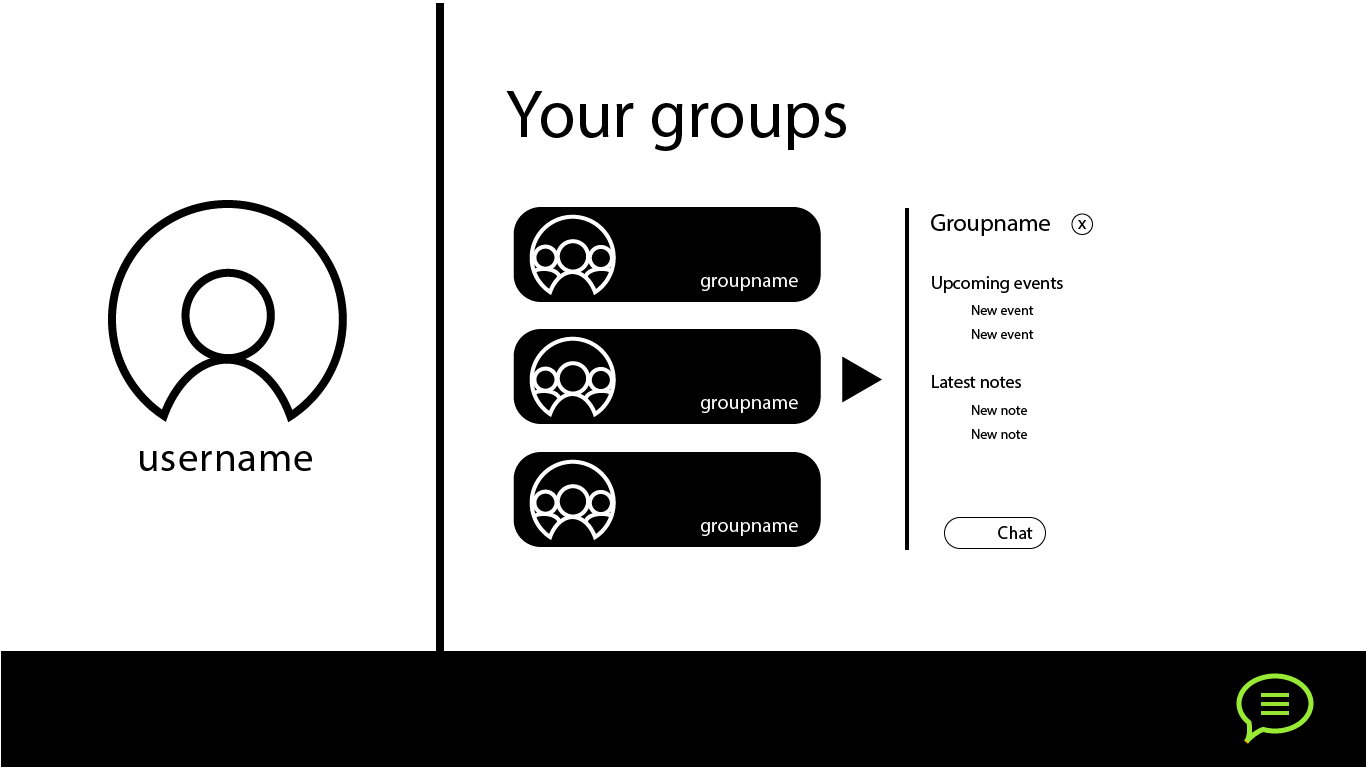 Your groups
username
groupname
groupname
groupname
Groupname x
Upcoming events
New event
New event
Latest notes
New note
New note
Chat